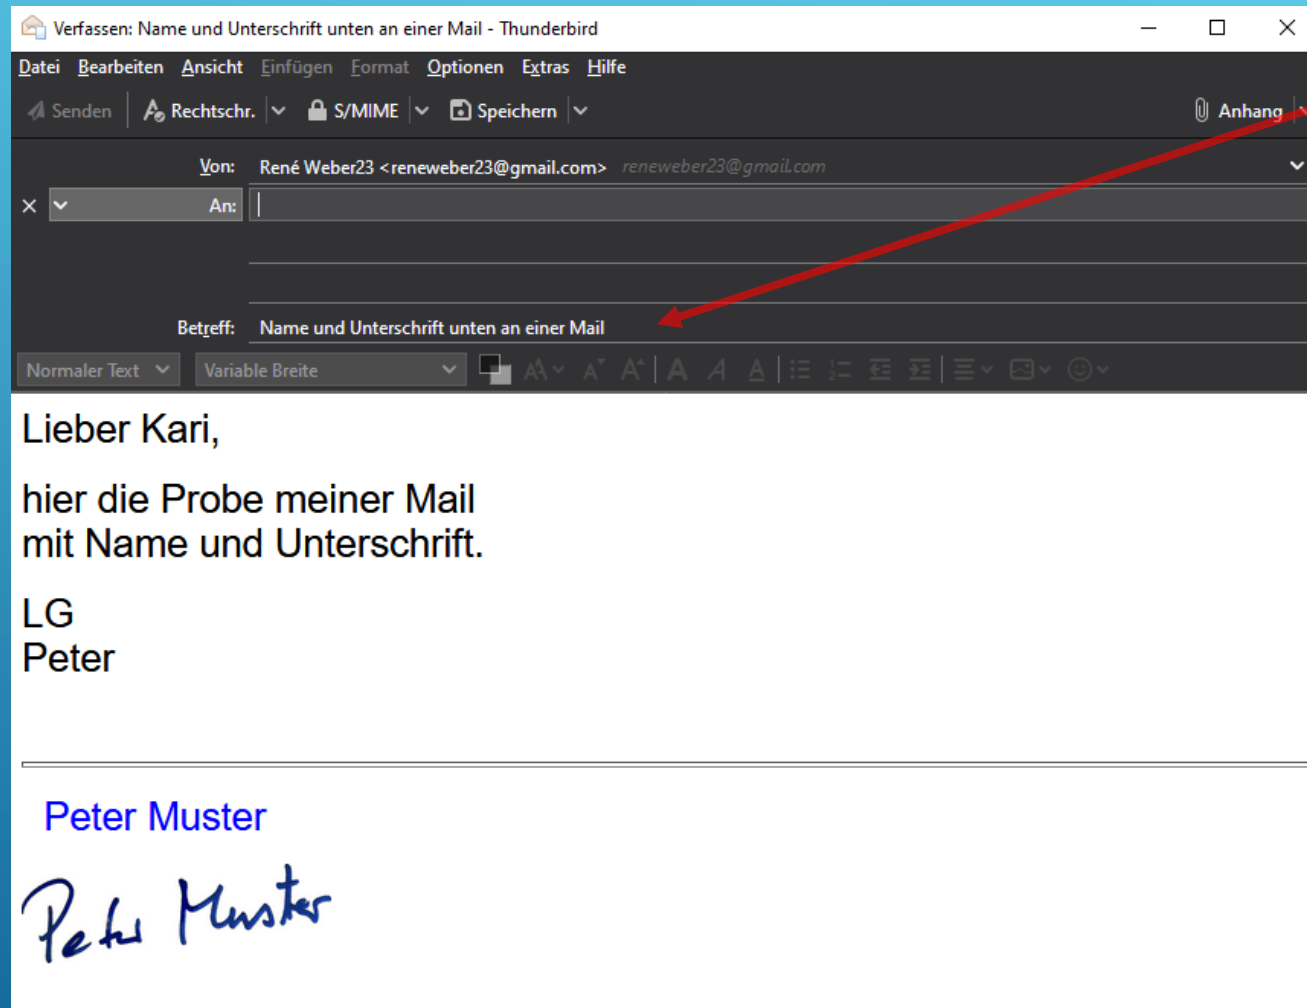 Verfassen: Name und Unterschrift unten an einer Mail - Thunderbird
Datei Bearbeiten Ansicht Einfügen Format Optionen Extras Hilfe
Senden Rechtschr. S/MIME Speichern Anhang
Von: René Weber23 <reneweber23@gmail.com> reneweber23@gmail.com
An:
Betreff: Name und Unterschrift unten an einer Mail
Normaler Text Variable Breite
Lieber Kari,
hier die Probe meiner Mail
mit Name und Unterschrift.
LG
Peter
Peter Muster
Peter Muster